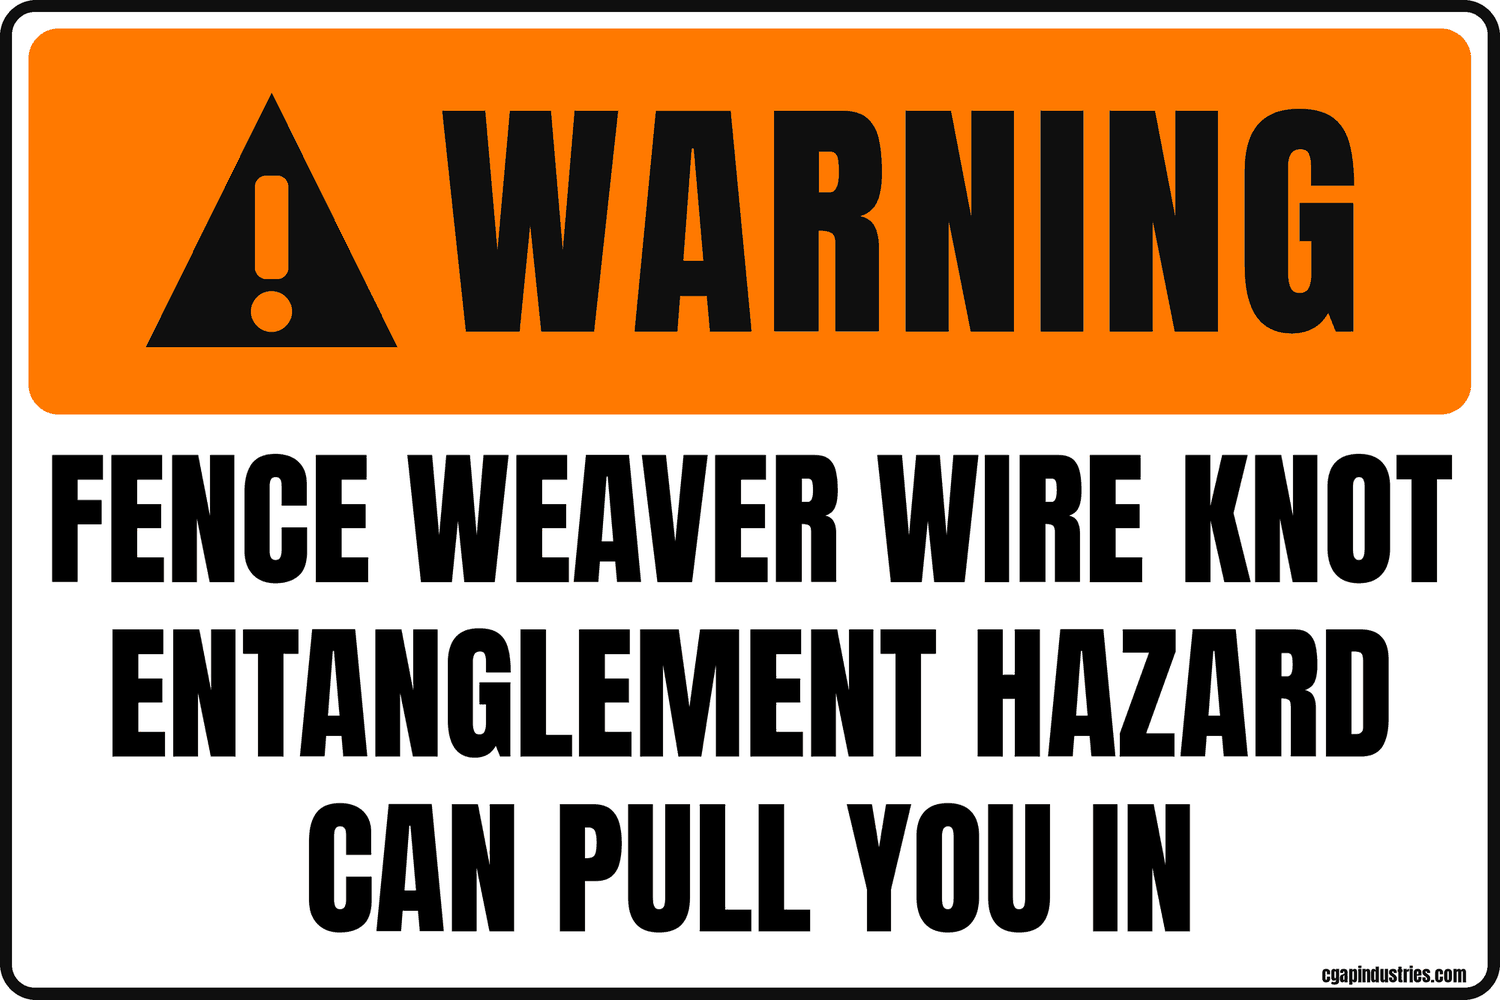 WARNING
FENCE WEAVER WIRE KNOT
ENTANGLEMENT HAZARD
CAN PULL YOU IN
cgapindustries.com